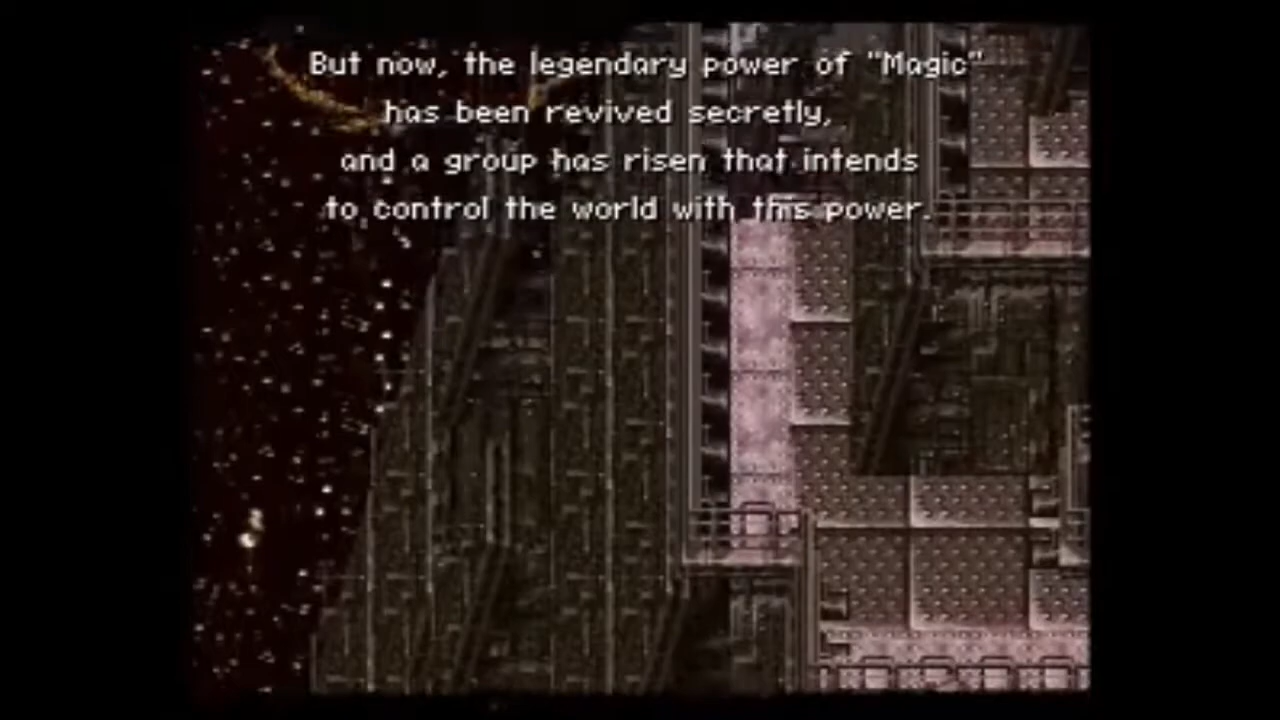 But now, the legendary power of "Magic"
has been revived secretly,
and a group has risen that intends
to control the world with this power.